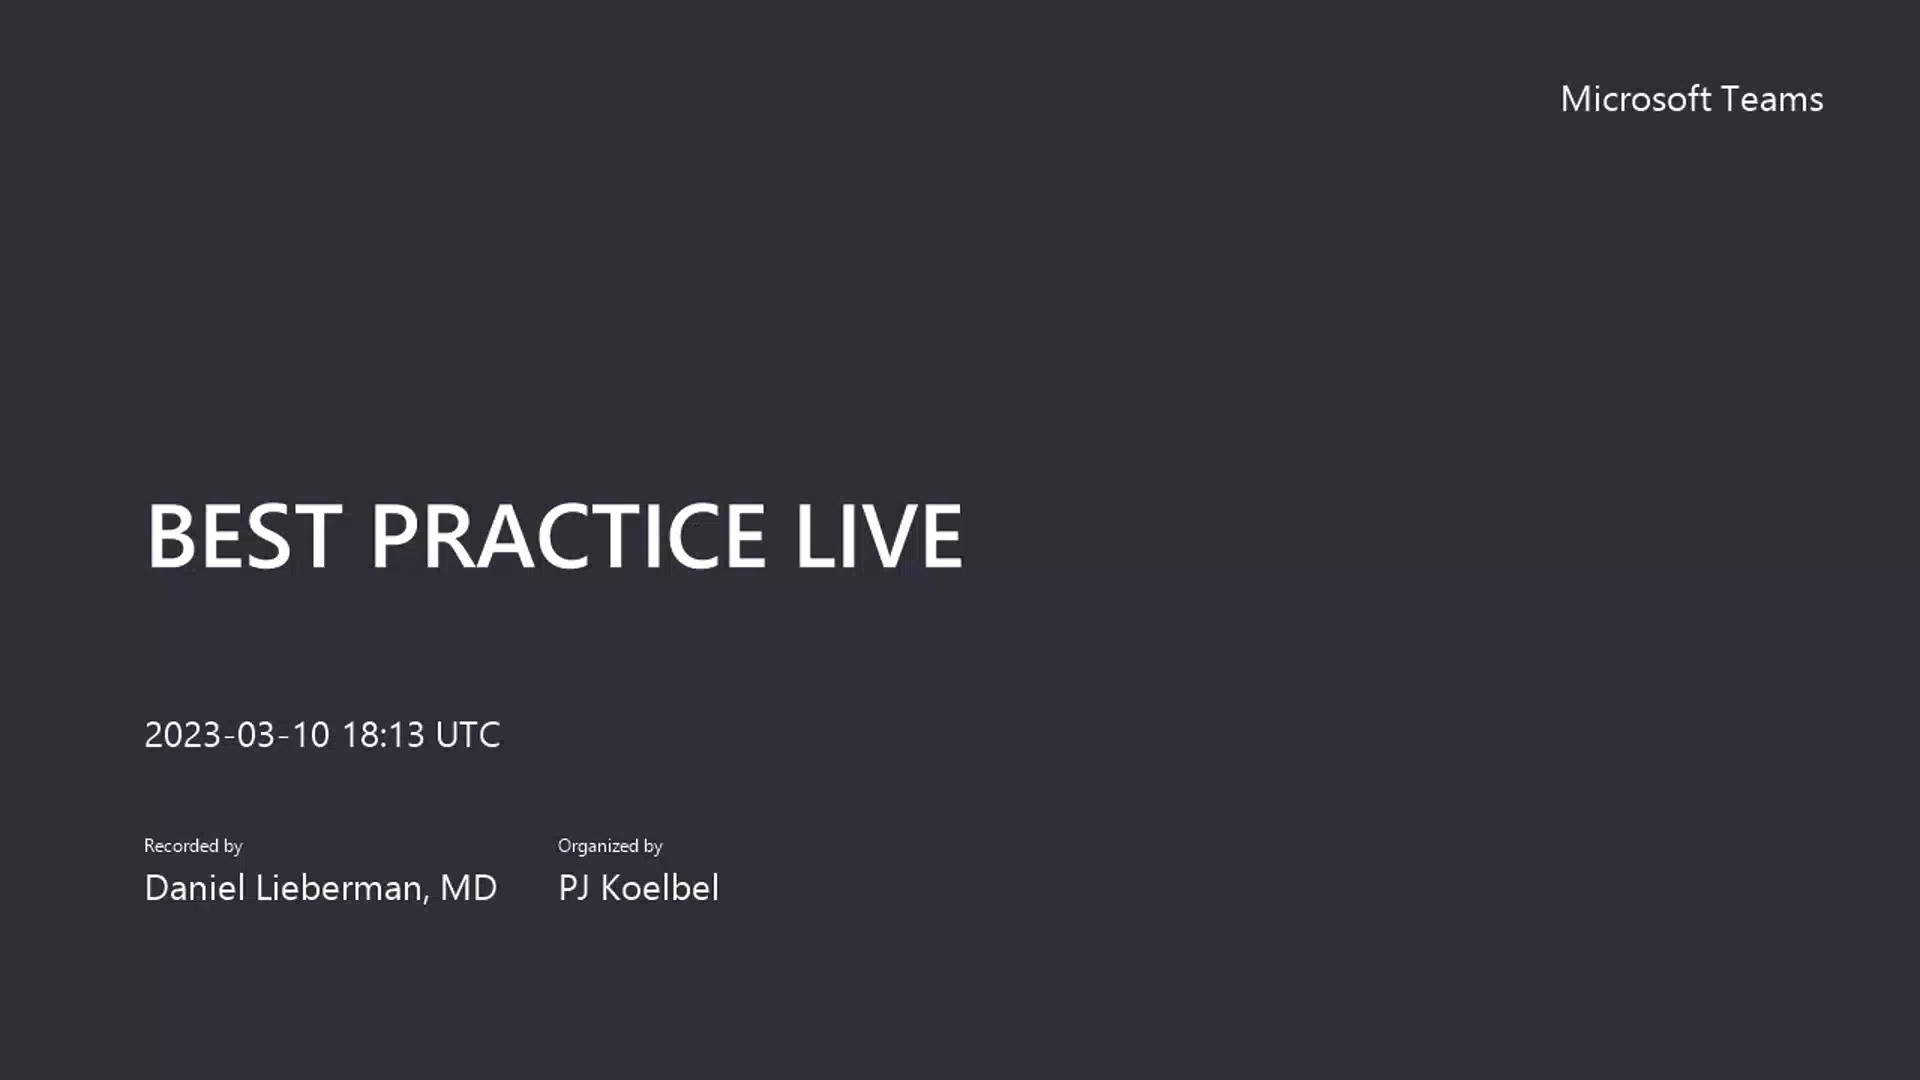 Microsoft Teams
BEST PRACTICE LIVE
2023-03-10 18:13 UTC
Recorded by
Daniel Lieberman, MD
Organized by
PJ Koelbel